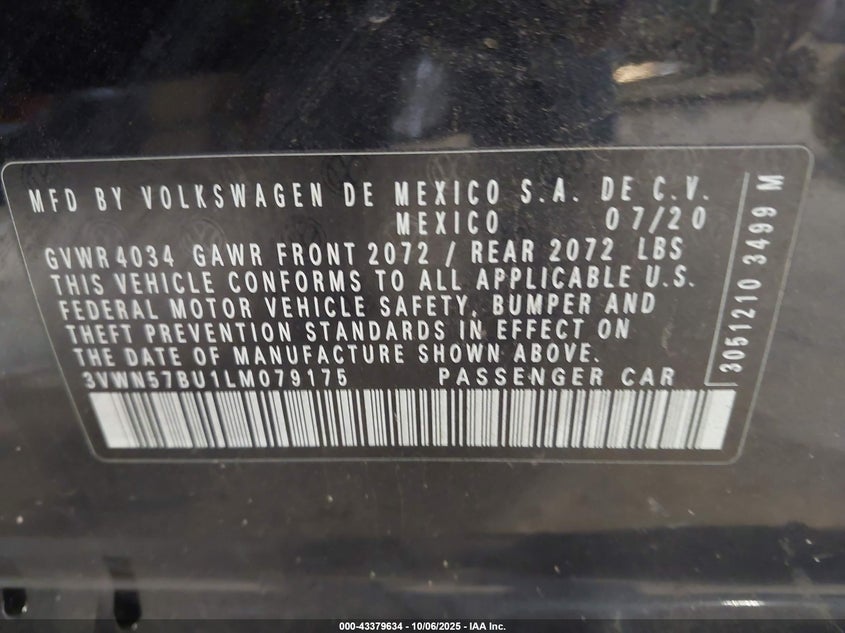 MFD BY VOLKSWAGEN DE MEXICO S.A. DE C.V.
MEXICO 07/20
GVWR 4034 GAWR FRONT 2072 / REAR 2072 LBS
THIS VEHICLE CONFORMS TO ALL APPLICABLE U.S.
FEDERAL MOTOR VEHICLE SAFETY, BUMPER AND
THEFT PREVENTION STANDARDS IN EFFECT ON
THE DATE OF MANUFACTURE SHOWN ABOVE.
3VWN57BU1LM079175 PASSENGER CAR
3051210 3499 M
000-43379634 - 10/06/2025 - IAA Inc.